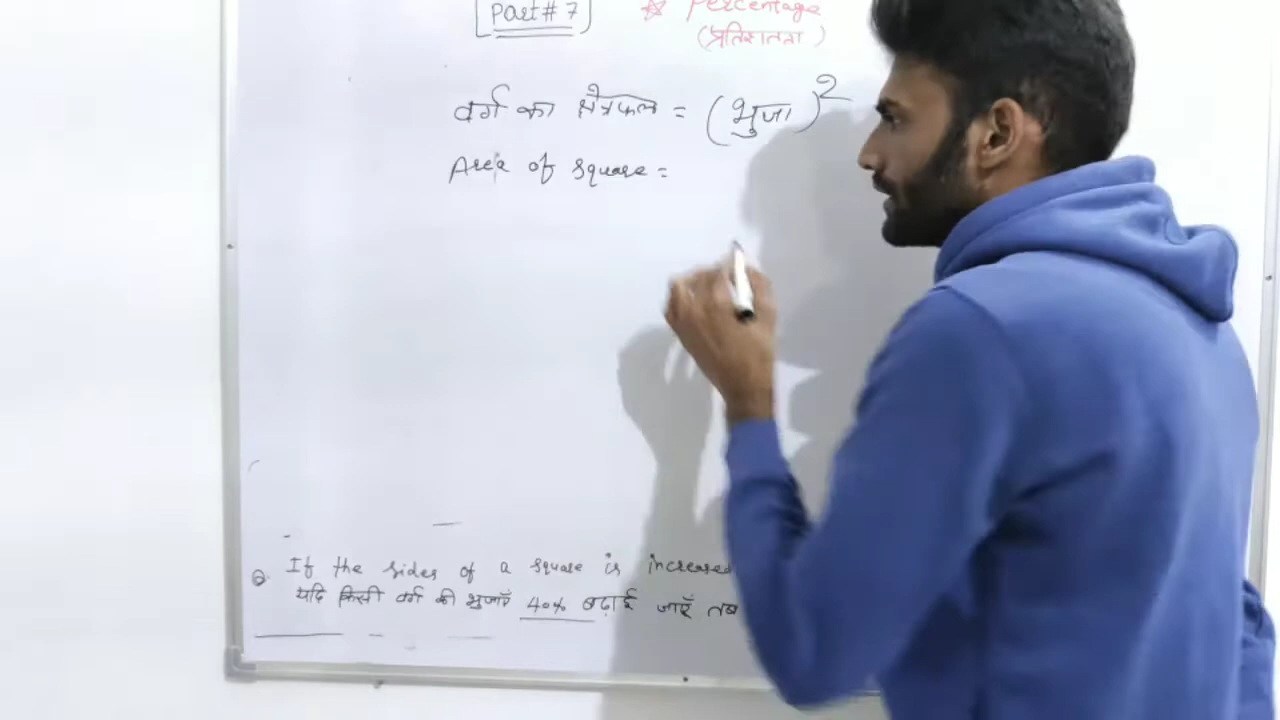 Part # 7
Percentage
(प्रतिशतता)
वर्ग का क्षेत्रफल = (भुजा)²
Area of square =
Q. If the sides of a square is increased
यदि किसी वर्ग की भुजाएँ 40% बढ़ाई जाएँ तब